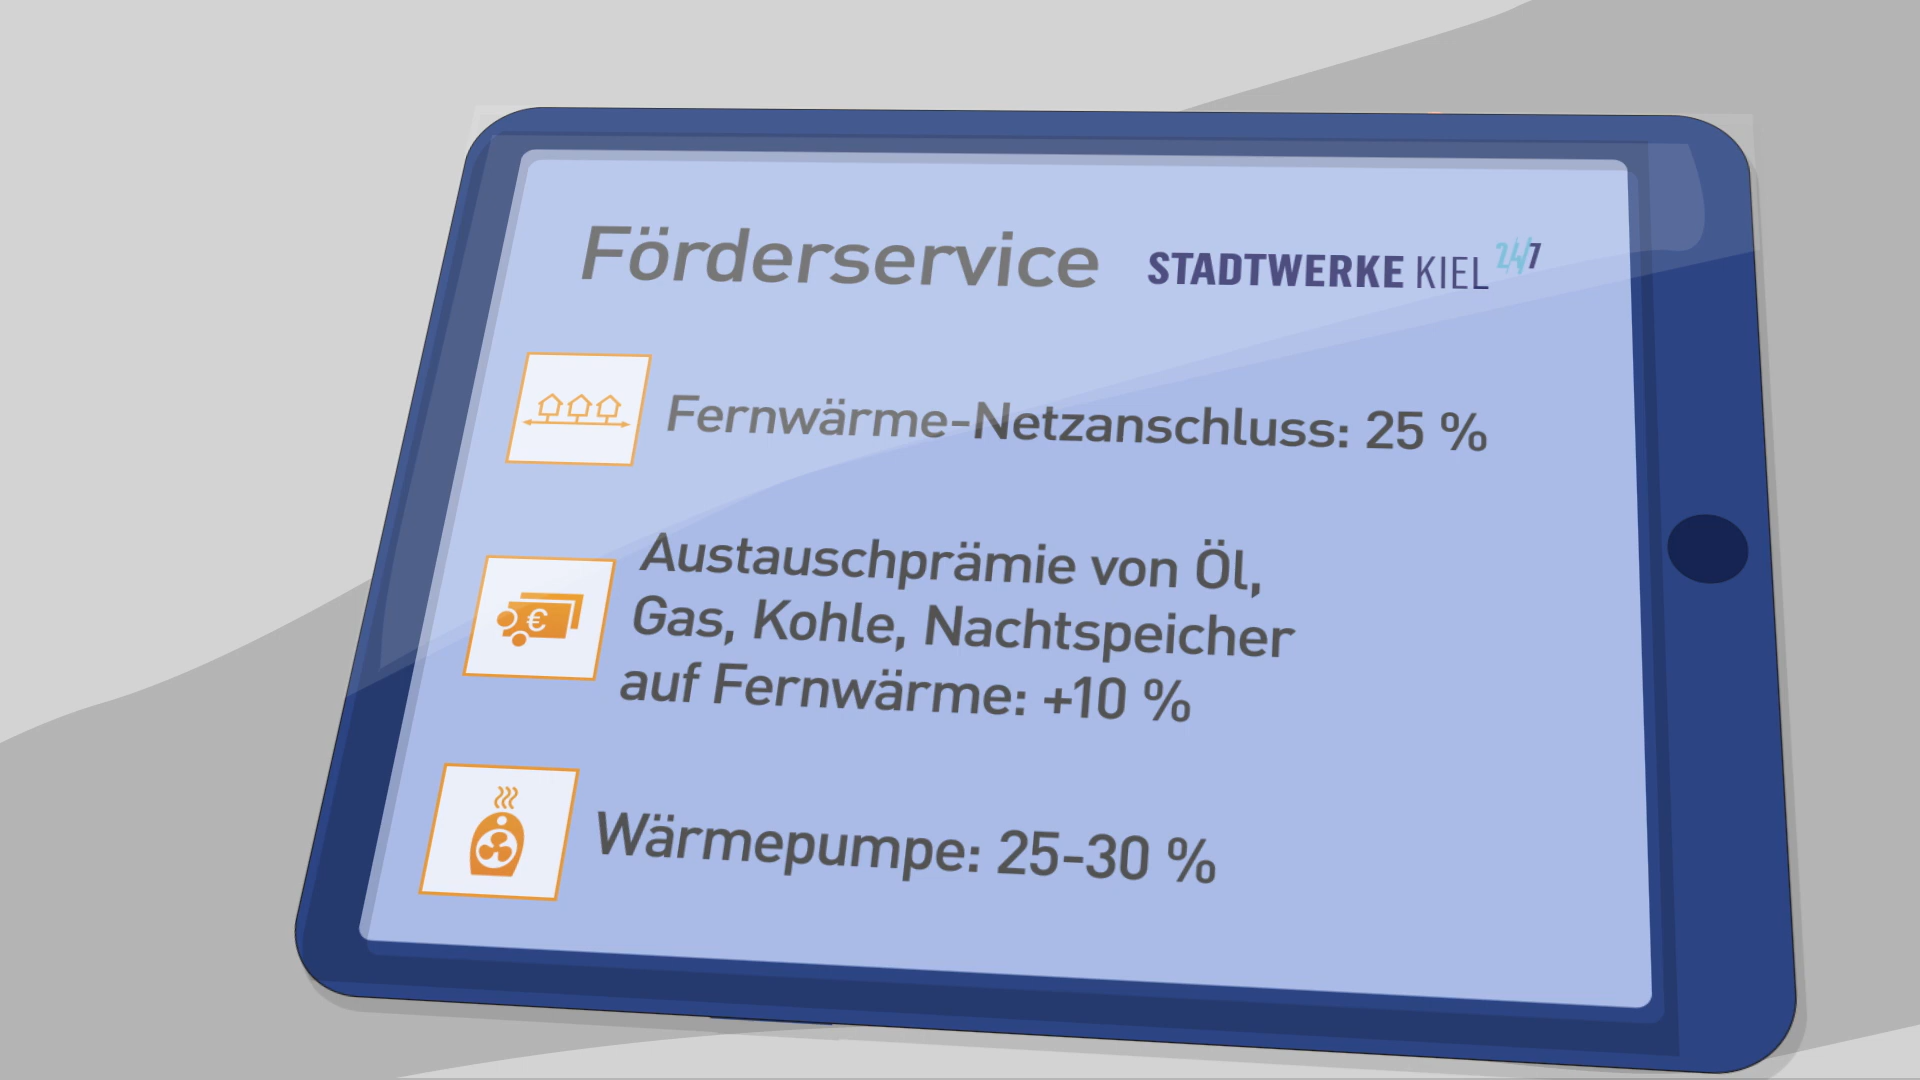 Förderservice
STADTWERKE KIEL 24/7
Fernwärme-Netzanschluss: 25 %
Austauschprämie von Öl,
Gas, Kohle, Nachtspeicher
auf Fernwärme: +10 %
Wärmepumpe: 25-30 %
€